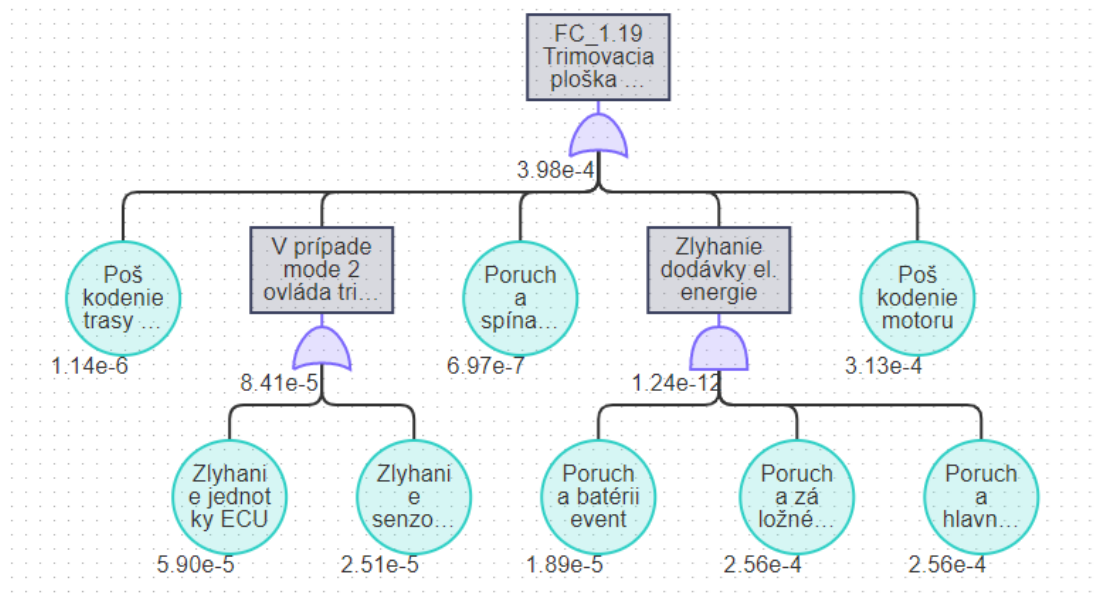 FC_1.19
Trimovacia
ploška ...
3.98e-4
Poš
kodenie
trasy ...
1.14e-6
V prípade
mode 2
ovláda tri...
8.41e-5
Poruch
a
spína...
6.97e-7
Zlyhanie
dodávky el.
energie
1.24e-12
Poš
kodenie
motoru
3.13e-4
Zlyhani
e jednot
ky ECU
5.90e-5
Zlyhani
e
senzo...
2.51e-5
Poruch
a batérii
event
1.89e-5
Poruch
a zá
ložné...
2.56e-4
Poruch
a
hlavn...
2.56e-4